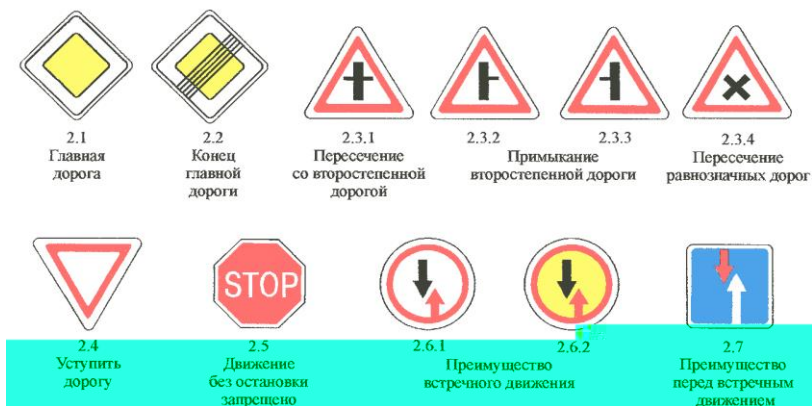 2.1
Главная
дорога
2.2
Конец
главной
дороги
2.3.1
Пересечение
со второстепенной
дорогой
2.3.2
2.3.3
Примыкание
второстепенной дороги
2.3.4
Пересечение
равнозначных дорог
STOP
2.4
Уступить
дорогу
2.5
Движение
без остановки
запрещено
2.6.1
2.6.2
Преимущество
встречного движения
2.7
Преимущество
перед встречным
движением